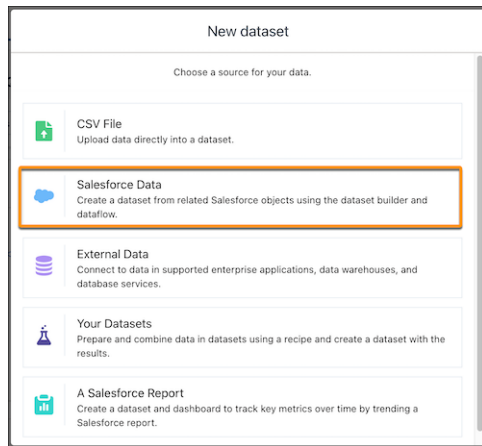 New dataset
Choose a source for your data.
CSV File
Upload data directly into a dataset.
Salesforce Data
Create a dataset from related Salesforce objects using the dataset builder and
dataflow.
External Data
Connect to data in supported enterprise applications, data warehouses, and
database services.
Your Datasets
Prepare and combine data in datasets using a recipe and create a dataset with the
results.
A Salesforce Report
Create a dataset and dashboard to track key metrics over time by trending a
Salesforce report.